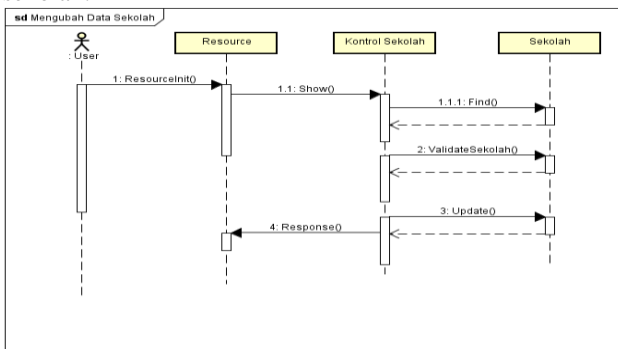 sd Mengubah Data Sekolah
: User
Resource
Kontrol Sekolah
Sekolah
1: ResourceInit()
1.1: Show()
1.1.1: Find()
2: ValidateSekolah()
3: Update()
4: Response()